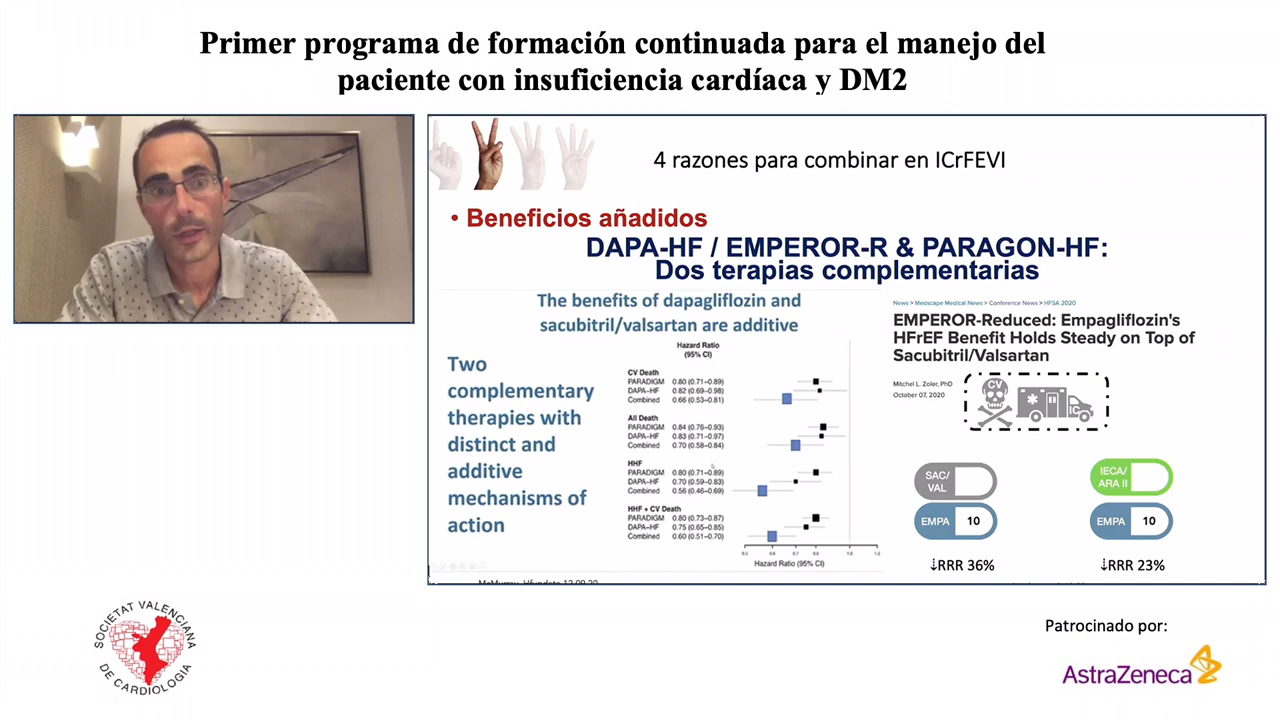 Primer programa de formación continuada para el manejo del
paciente con insuficiencia cardíaca y DM2
4 razones para combinar en ICrFEVI
• Beneficios añadidos
DAPA-HF / EMPEROR-R & PARAGON-HF:
Dos terapias complementarias
The benefits of dapagliflozin and
sacubitril/valsartan are additive
Two
complementary
therapies with
distinct and
additive
mechanisms of
action
Hazard Ratio
(95% CI)
CV Death
PARADIGM 0.80 (0.71–0.89)
DAPA–HF 0.82 (0.69–0.98)
Combined 0.66 (0.53–0.81)
All Death
PARADIGM 0.84 (0.76–0.93)
DAPA–HF 0.83 (0.71–0.97)
Combined 0.70 (0.58–0.84)
HHF
PARADIGM 0.80 (0.71–0.89)
DAPA–HF 0.70 (0.59–0.83)
Combined 0.56 (0.46–0.69)
HHF + CV Death
PARADIGM 0.80 (0.73–0.87)
DAPA–HF 0.75 (0.65–0.85)
Combined 0.60 (0.51–0.70)
Hazard Ratio (95% CI)
News > Medscape Medical News > Conference News > HFSA 2020
EMPEROR-Reduced: Empagliflozin's
HFrEF Benefit Holds Steady on Top of
Sacubitril/Valsartan
Mitchel L. Zoler, PhD
October 07, 2020
CV
IC
SAC/
VAL
EMPA 10
↓RRR 36%
IECA/
ARA II
EMPA 10
↓RRR 23%
SOCIETAT VALENCIANA
DE CARDIOLOGIA
Patrocinado por:
AstraZeneca